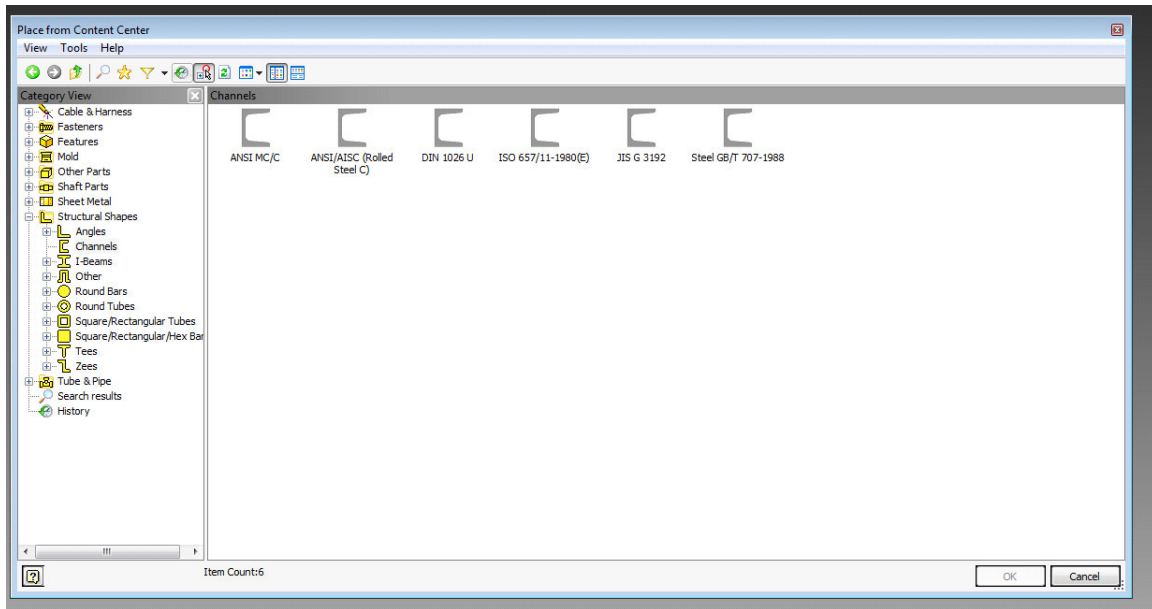 Place from Content Center
View Tools Help
Category View
Channels
Cable & Harness
Fasteners
Features
Mold
Other Parts
Shaft Parts
Sheet Metal
Structural Shapes
Angles
Channels
I-Beams
Other
Round Bars
Round Tubes
Square/Rectangular Tubes
Square/Rectangular/Hex Bar
Tees
Zees
Tube & Pipe
Search results
History
ANSI MC/C
ANSI/AISC (Rolled
Steel C)
DIN 1026 U
ISO 657/11-1980(E)
JIS G 3192
Steel GB/T 707-1988
Item Count:6
OK
Cancel